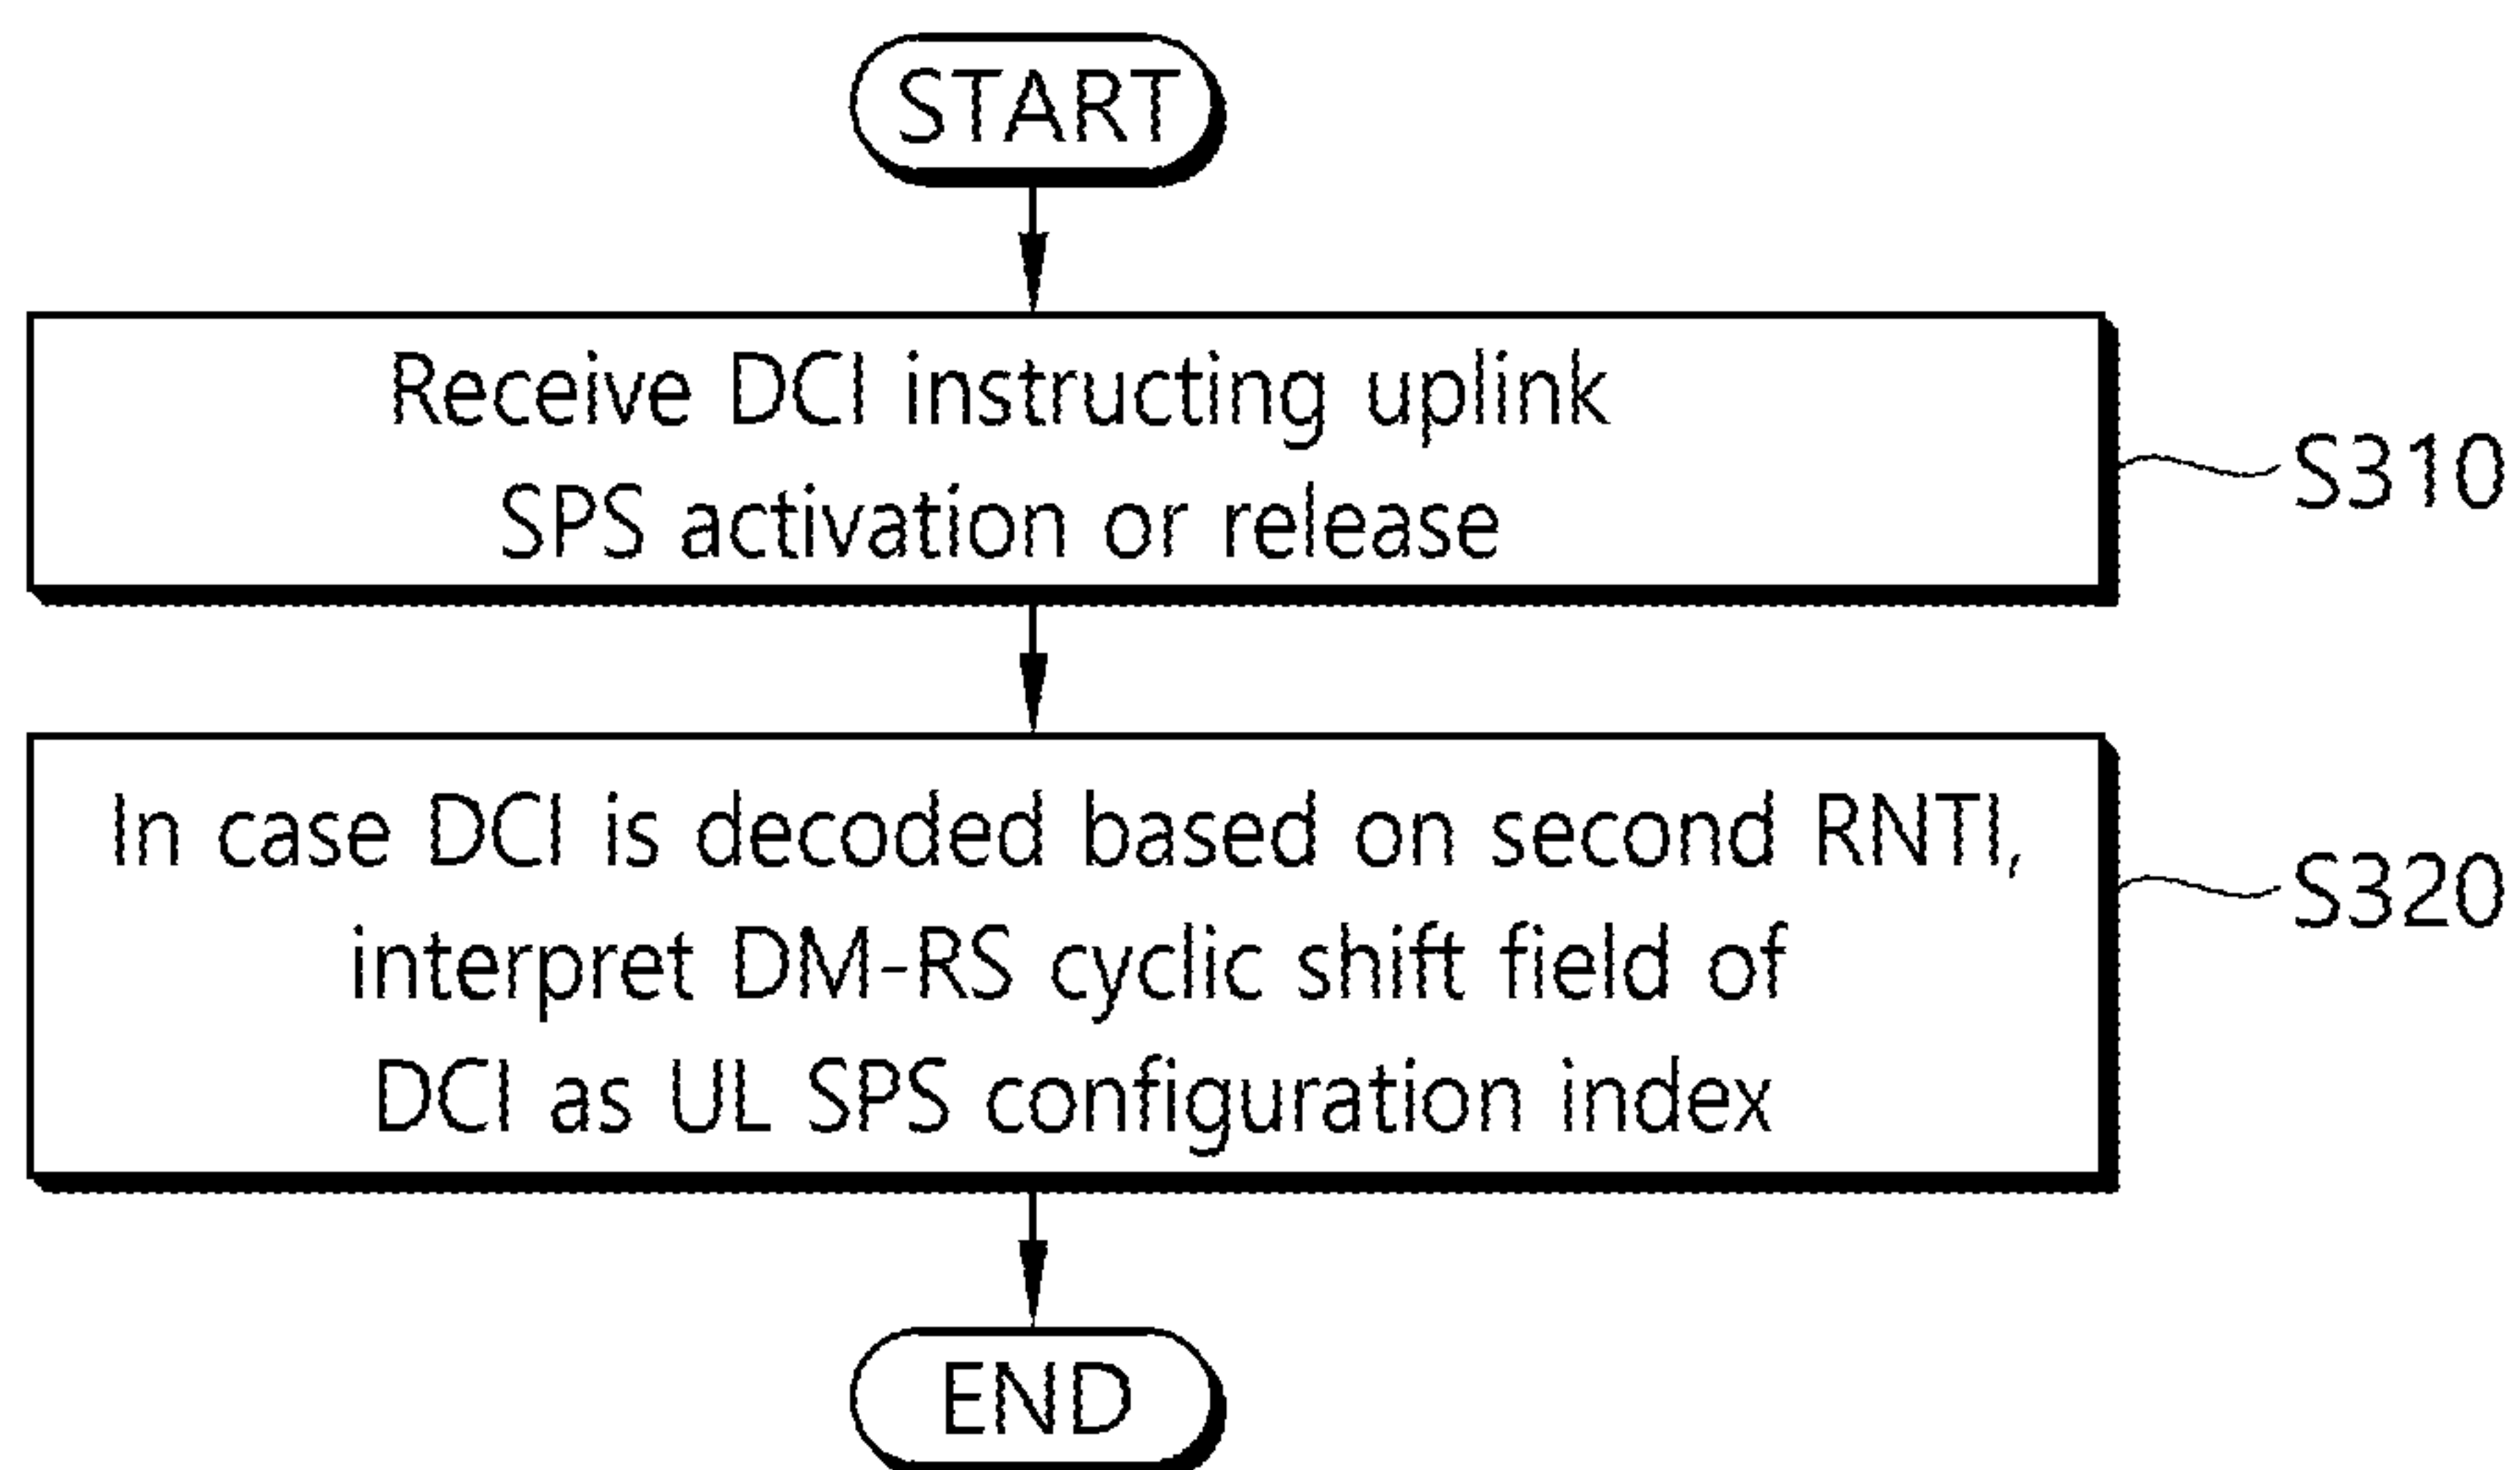 START
Receive DCI instructing uplink
SPS activation or release
S310
In case DCI is decoded based on second RNTI,
interpret DM-RS cyclic shift field of
DCI as UL SPS configuration index
S320
END